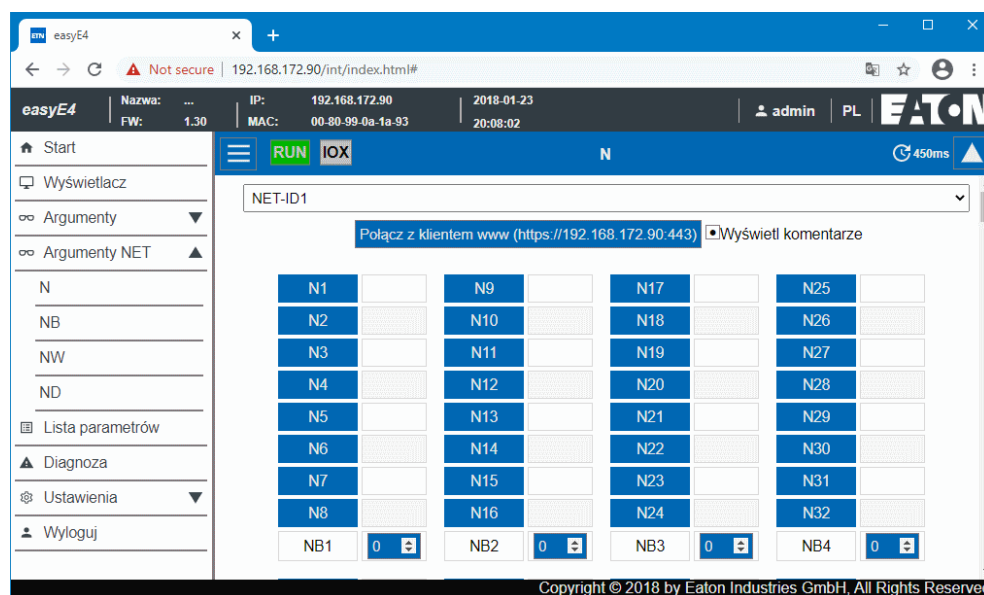 ETN easyE4
Not secure | 192.168.172.90/int/index.html#
easyE4
Nazwa: ...
FW: 1.30
IP: 192.168.172.90
MAC: 00-80-99-0a-1a-93
2018-01-23
20:08:02
admin
PL
EATON
Start
Wyświetlacz
Argumenty
Argumenty NET
N
NB
NW
ND
Lista parametrów
Diagnoza
Ustawienia
Wyloguj
RUN IOX N 450ms
NET-ID1
Połącz z klientem www (https://192.168.172.90:443) Wyświetl komentarze
N1 N9 N17 N25
N2 N10 N18 N26
N3 N11 N19 N27
N4 N12 N20 N28
N5 N13 N21 N29
N6 N14 N22 N30
N7 N15 N23 N31
N8 N16 N24 N32
NB1 0 NB2 0 NB3 0 NB4 0
Copyright © 2018 by Eaton Industries GmbH, All Rights Reserve